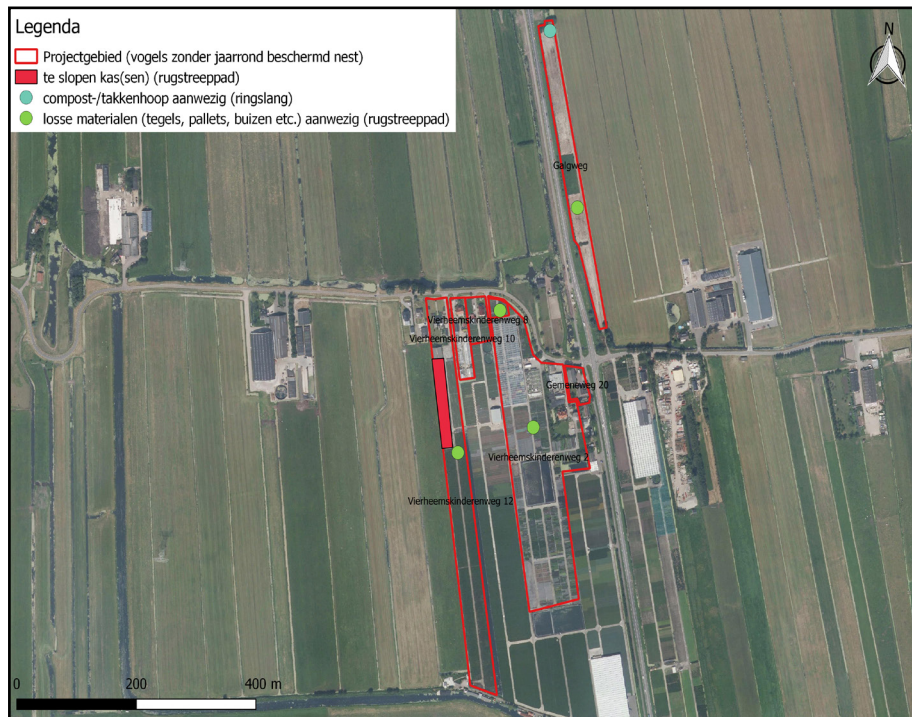 Legenda
Projectgebied (vogels zonder jaarrond beschermd nest)
te slopen kas(sen) (rugstreeppad)
compost-/takkenhoop aanwezig (ringslang)
losse materialen (tegels, pallets, buizen etc.) aanwezig (rugstreeppad)
N
Galgweg
Vierheemskinderenweg 8
Vierheemskinderenweg 10
Gemeneweg 20
Vierheemskinderenweg 2
Vierheemskinderenweg 12
0 200 400 m